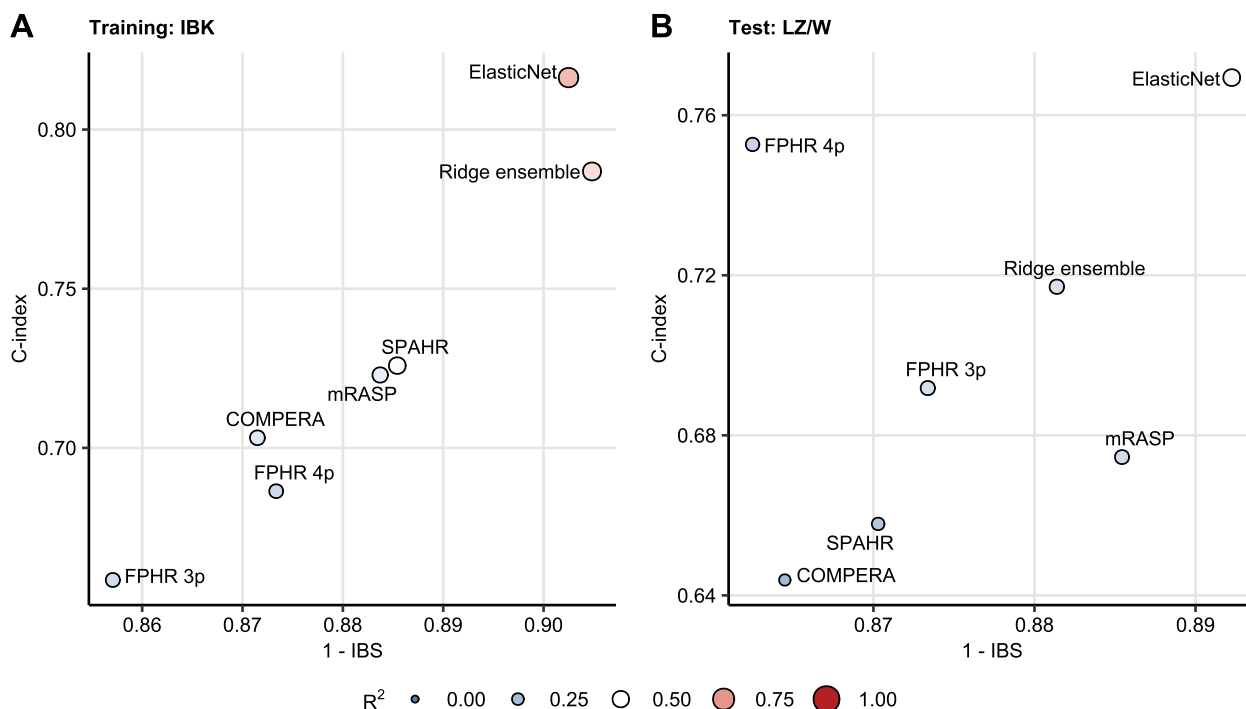 A Training: IBK
C-index
0.80
0.75
0.70
ElasticNet
Ridge ensemble
SPAHR
mRASP
COMPERA
FPHR 4p
FPHR 3p
0.86 0.87 0.88 0.89 0.90
1 - IBS
B Test: LZ/W
C-index
0.76
0.72
0.68
0.64
ElasticNet
FPHR 4p
Ridge ensemble
FPHR 3p
mRASP
SPAHR
COMPERA
0.87 0.88 0.89
1 - IBS
R² 0.00 0.25 0.50 0.75 1.00